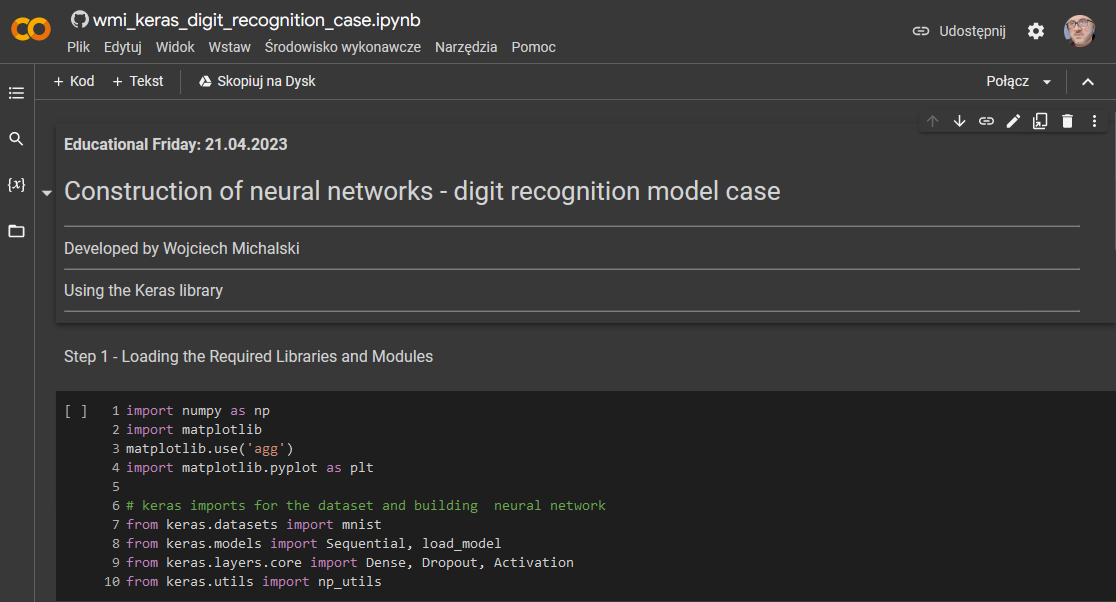 wmi_keras_digit_recognition_case.ipynb
Plik Edytuj Widok Wstaw Środowisko wykonawcze Narzędzia Pomoc
Udostępnij
+ Kod + Tekst Skopiuj na Dysk
Połącz
{x}
Educational Friday: 21.04.2023
Construction of neural networks - digit recognition model case
Developed by Wojciech Michalski
Using the Keras library
Step 1 - Loading the Required Libraries and Modules
[ ] 1 import numpy as np
2 import matplotlib
3 matplotlib.use('agg')
4 import matplotlib.pyplot as plt
5
6 # keras imports for the dataset and building  neural network
7 from keras.datasets import mnist
8 from keras.models import Sequential, load_model
9 from keras.layers.core import Dense, Dropout, Activation
10 from keras.utils import np_utils